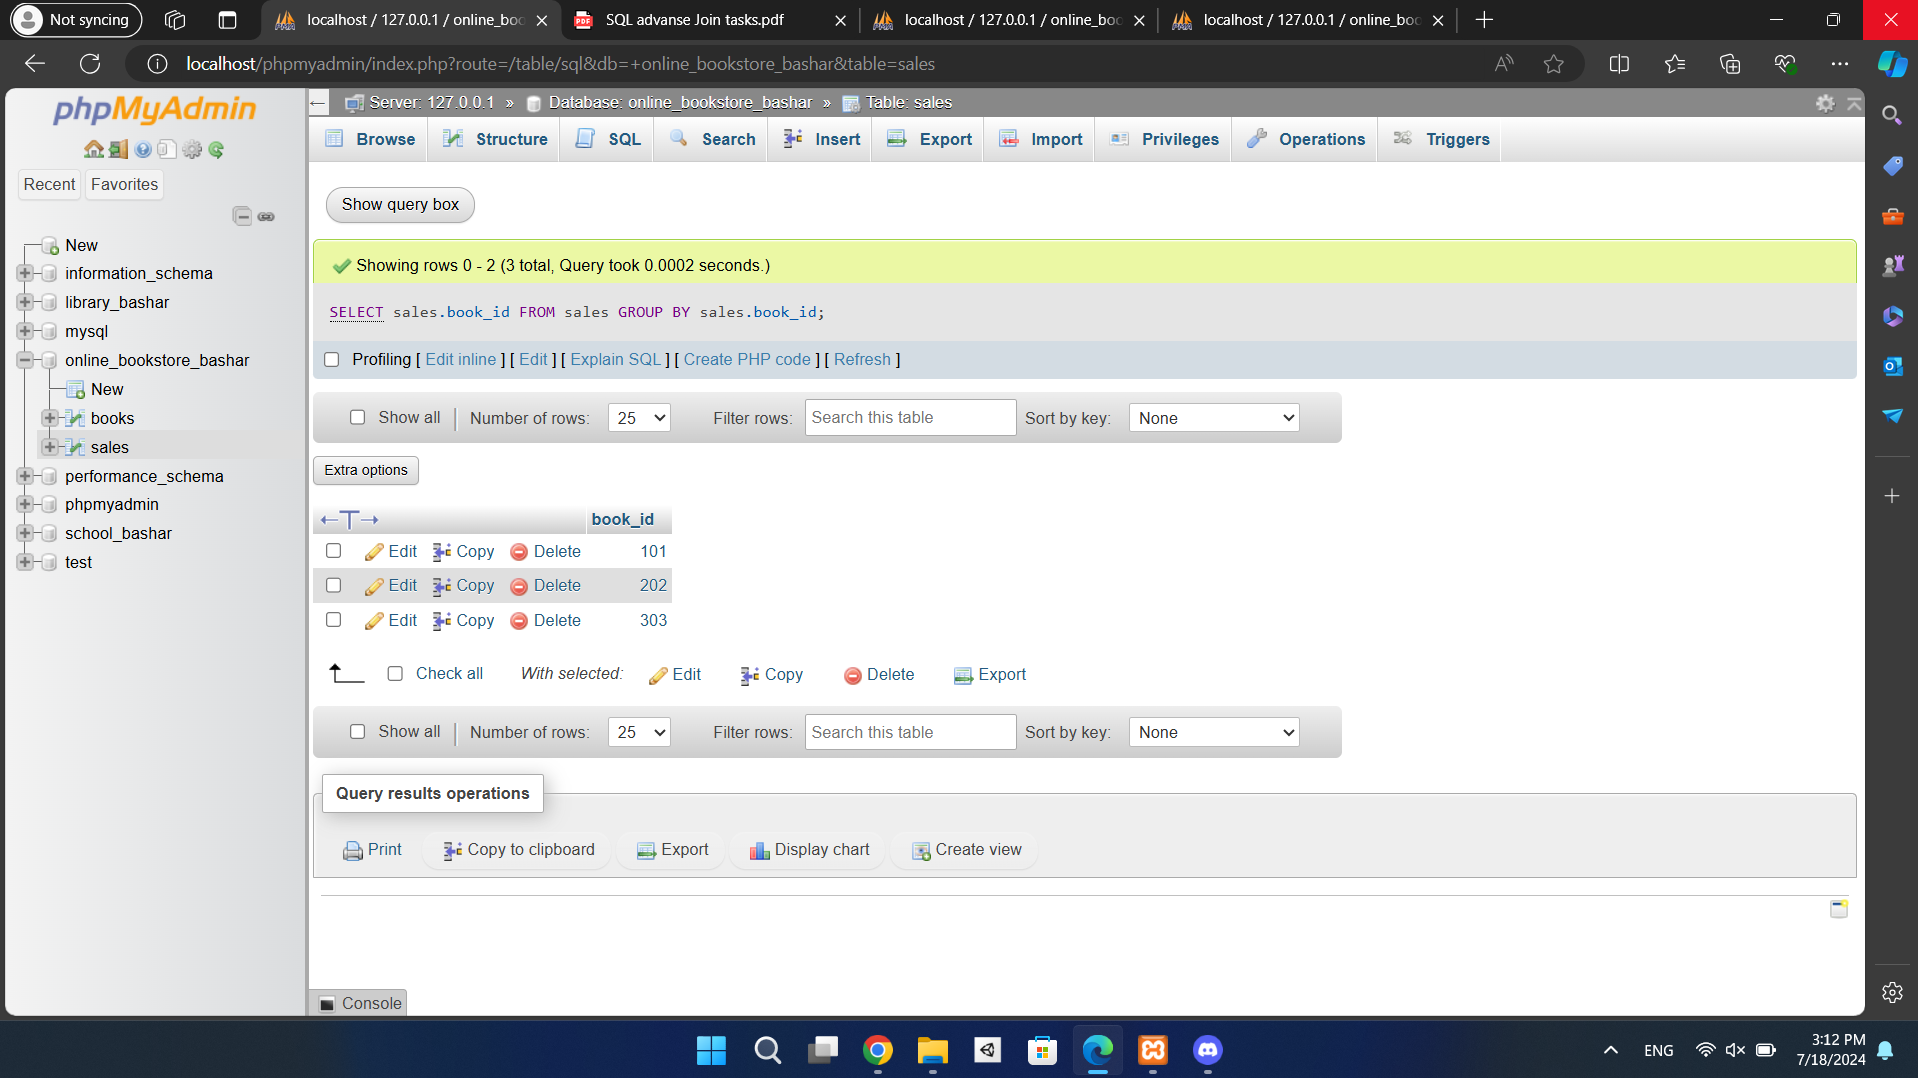 Not syncing
localhost / 127.0.0.1 / online_boo
SQL advanse Join tasks.pdf
localhost / 127.0.0.1 / online_boo
localhost / 127.0.0.1 / online_boo
localhost/phpmyadmin/index.php?route=/table/sql&db=+online_bookstore_bashar&table=sales
phpMyAdmin
Recent
Favorites
New
information_schema
library_bashar
mysql
online_bookstore_bashar
New
books
sales
performance_schema
phpmyadmin
school_bashar
test
Server: 127.0.0.1 » Database: online_bookstore_bashar » Table: sales
Browse Structure SQL Search Insert Export Import Privileges Operations Triggers
Show query box
Showing rows 0 - 2 (3 total, Query took 0.0002 seconds.)
SELECT sales.book_id FROM sales GROUP BY sales.book_id;
Profiling [ Edit inline ] [ Edit ] [ Explain SQL ] [ Create PHP code ] [ Refresh ]
Show all Number of rows: 25 Filter rows: Search this table Sort by key: None
Extra options
←T→ book_id
Edit Copy Delete 101
Edit Copy Delete 202
Edit Copy Delete 303
Check all With selected: Edit Copy Delete Export
Show all Number of rows: 25 Filter rows: Search this table Sort by key: None
Query results operations
Print Copy to clipboard Export Display chart Create view
Console
ENG
3:12 PM
7/18/2024